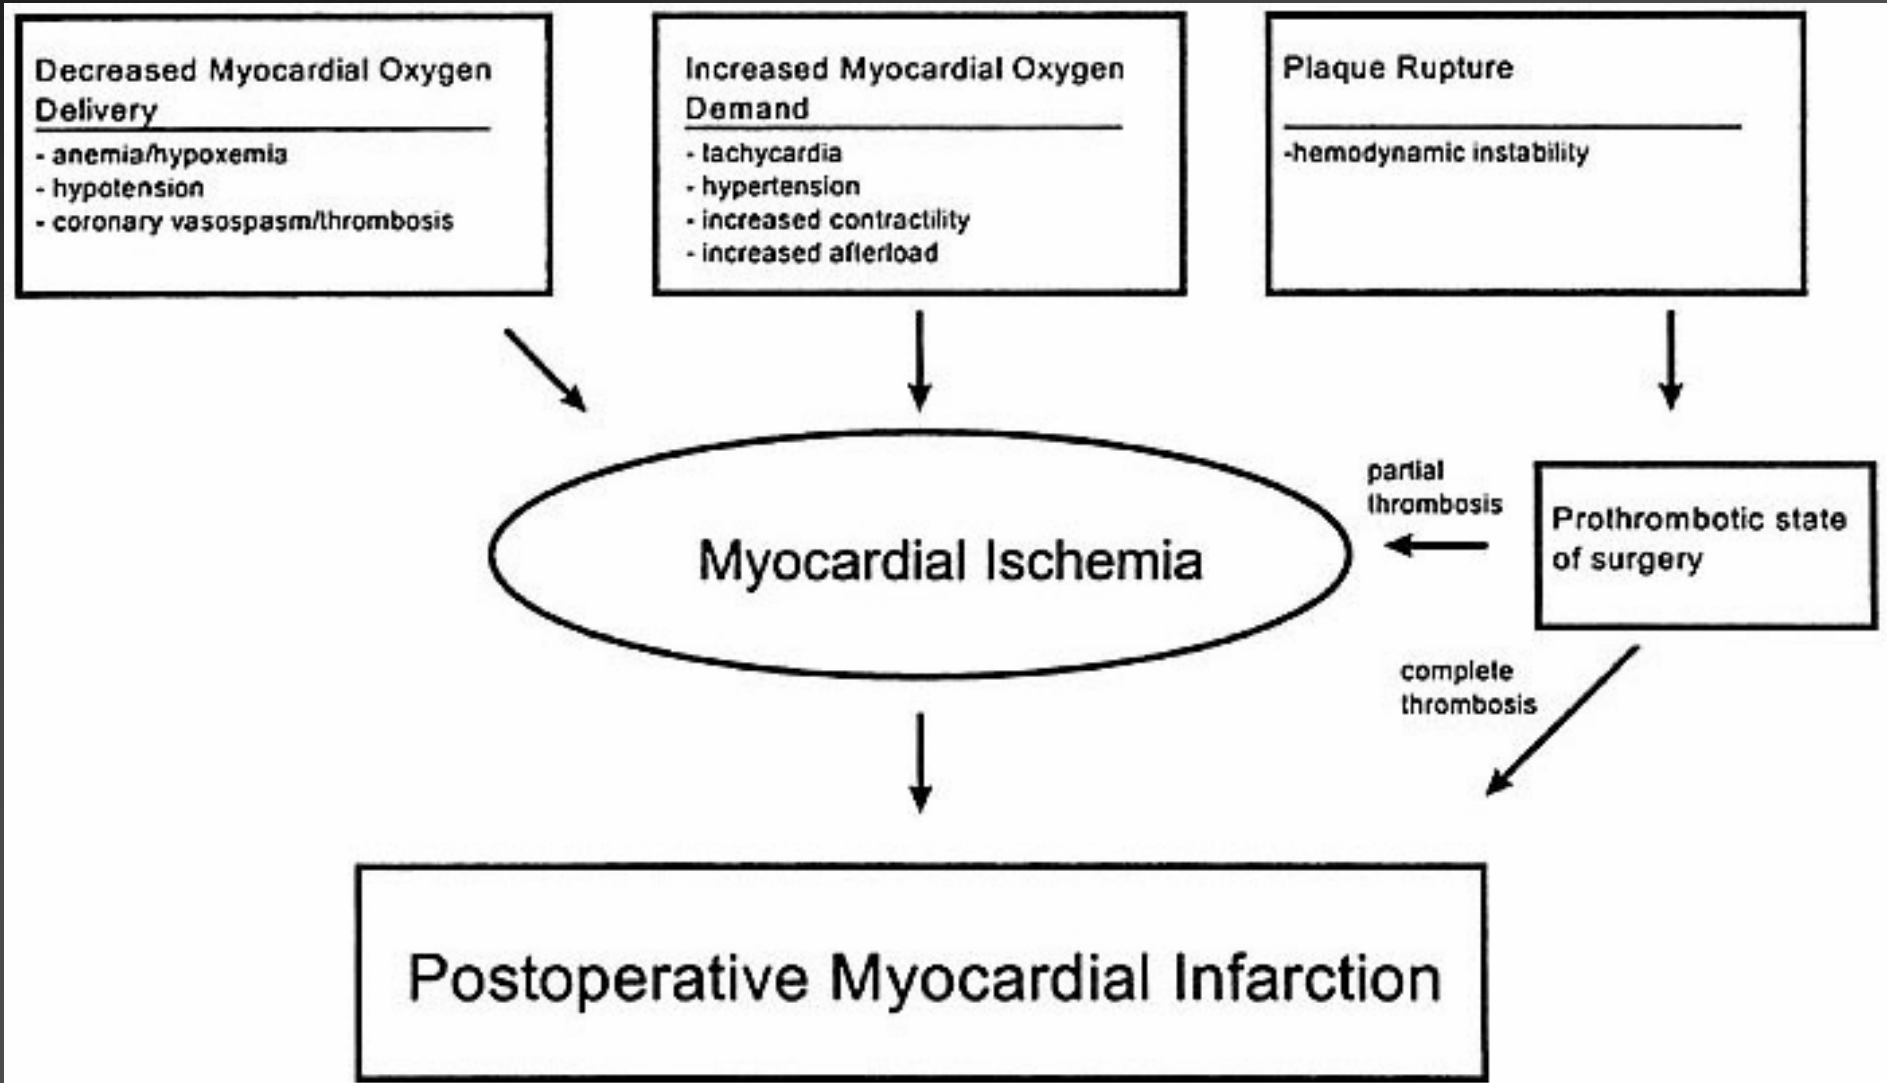 Decreased Myocardial Oxygen
Delivery
- anemia/hypoxemia
- hypotension
- coronary vasospasm/thrombosis
Increased Myocardial Oxygen
Demand
- tachycardia
- hypertension
- increased contractility
- increased afterload
Plaque Rupture
-hemodynamic instability
Myocardial Ischemia
partial
thrombosis
Prothrombotic state
of surgery
complete
thrombosis
Postoperative Myocardial Infarction